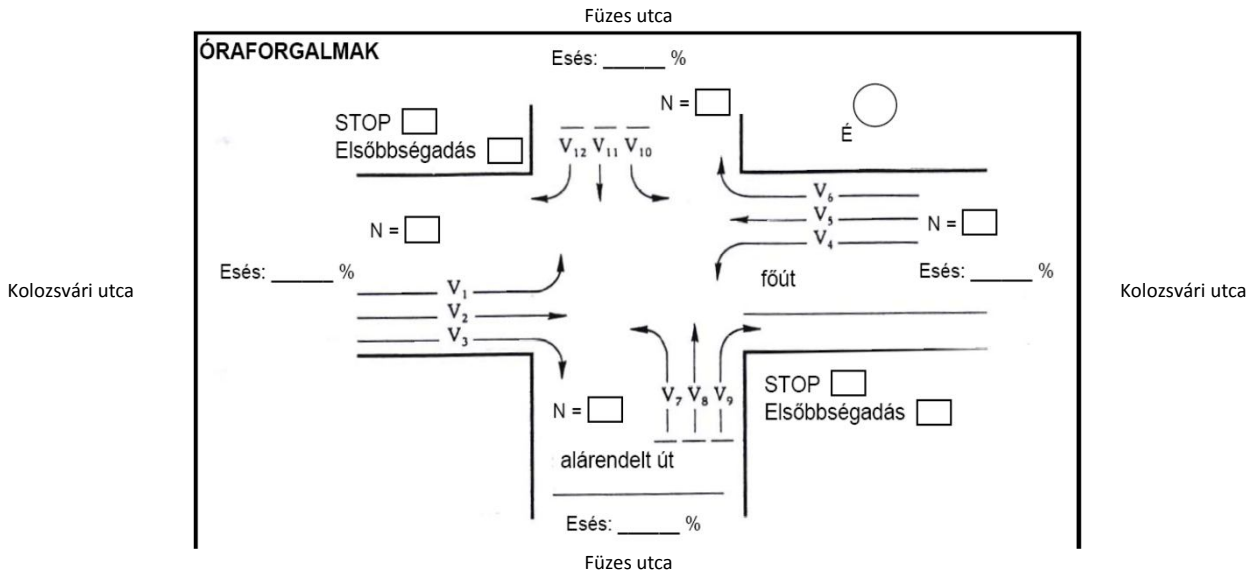 Füzes utca
ÓRAFORGALMAK
Esés: ______ %
N =
É
STOP
Elsőbbségadás
V12 V11 V10
V6
V5
V4
N =
N =
Esés: ______ %
Esés: ______ %
főút
Kolozsvári utca
Kolozsvári utca
V1
V2
V3
V7 V8 V9
STOP
Elsőbbségadás
N =
alárendelt út
Esés: ______ %
Füzes utca